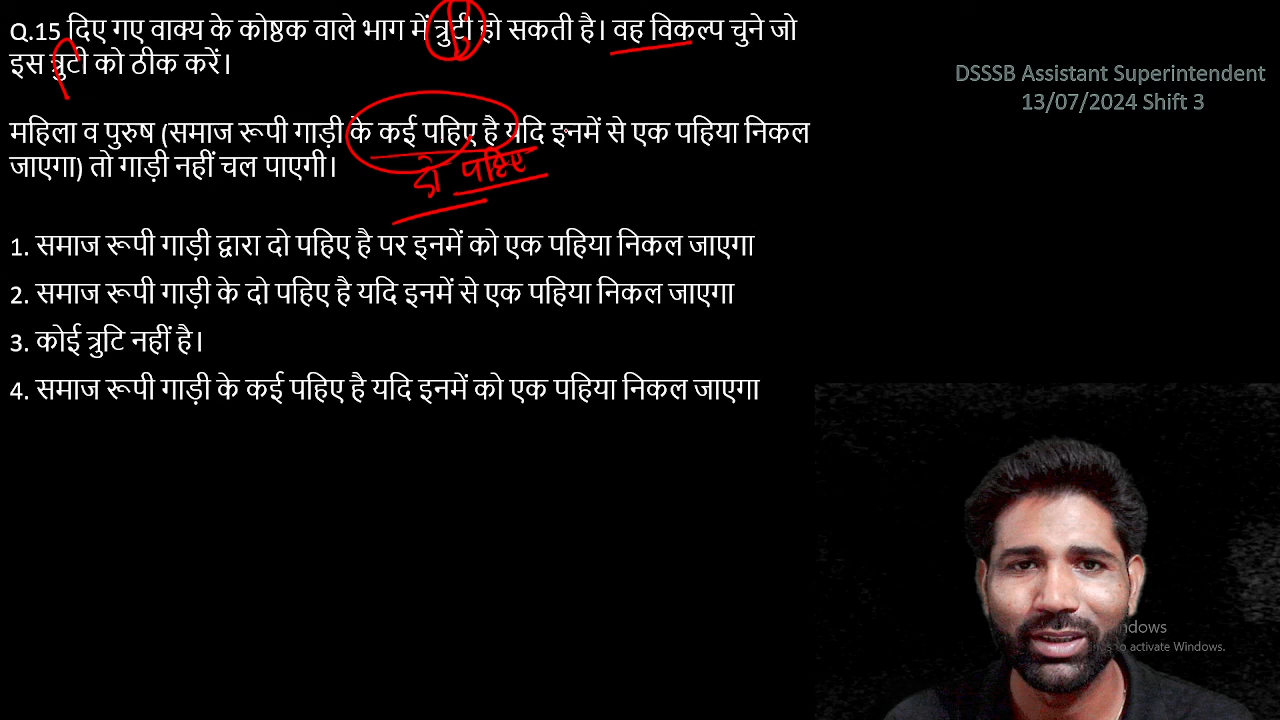 Q.15 दिए गए वाक्य के कोष्ठक वाले भाग में त्रुटी हो सकती है। वह विकल्प चुने जो
इस त्रुटी को ठीक करें।
DSSSB Assistant Superintendent
13/07/2024 Shift 3
महिला व पुरुष (समाज रूपी गाड़ी के कई पहिए है यदि इनमें से एक पहिया निकल
जाएगा) तो गाड़ी नहीं चल पाएगी।
दो पहिए
1. समाज रूपी गाड़ी द्वारा दो पहिए है पर इनमें को एक पहिया निकल जाएगा
2. समाज रूपी गाड़ी के दो पहिए है यदि इनमें से एक पहिया निकल जाएगा
3. कोई त्रुटि नहीं है।
4. समाज रूपी गाड़ी के कई पहिए है यदि इनमें को एक पहिया निकल जाएगा
to activate Windows.